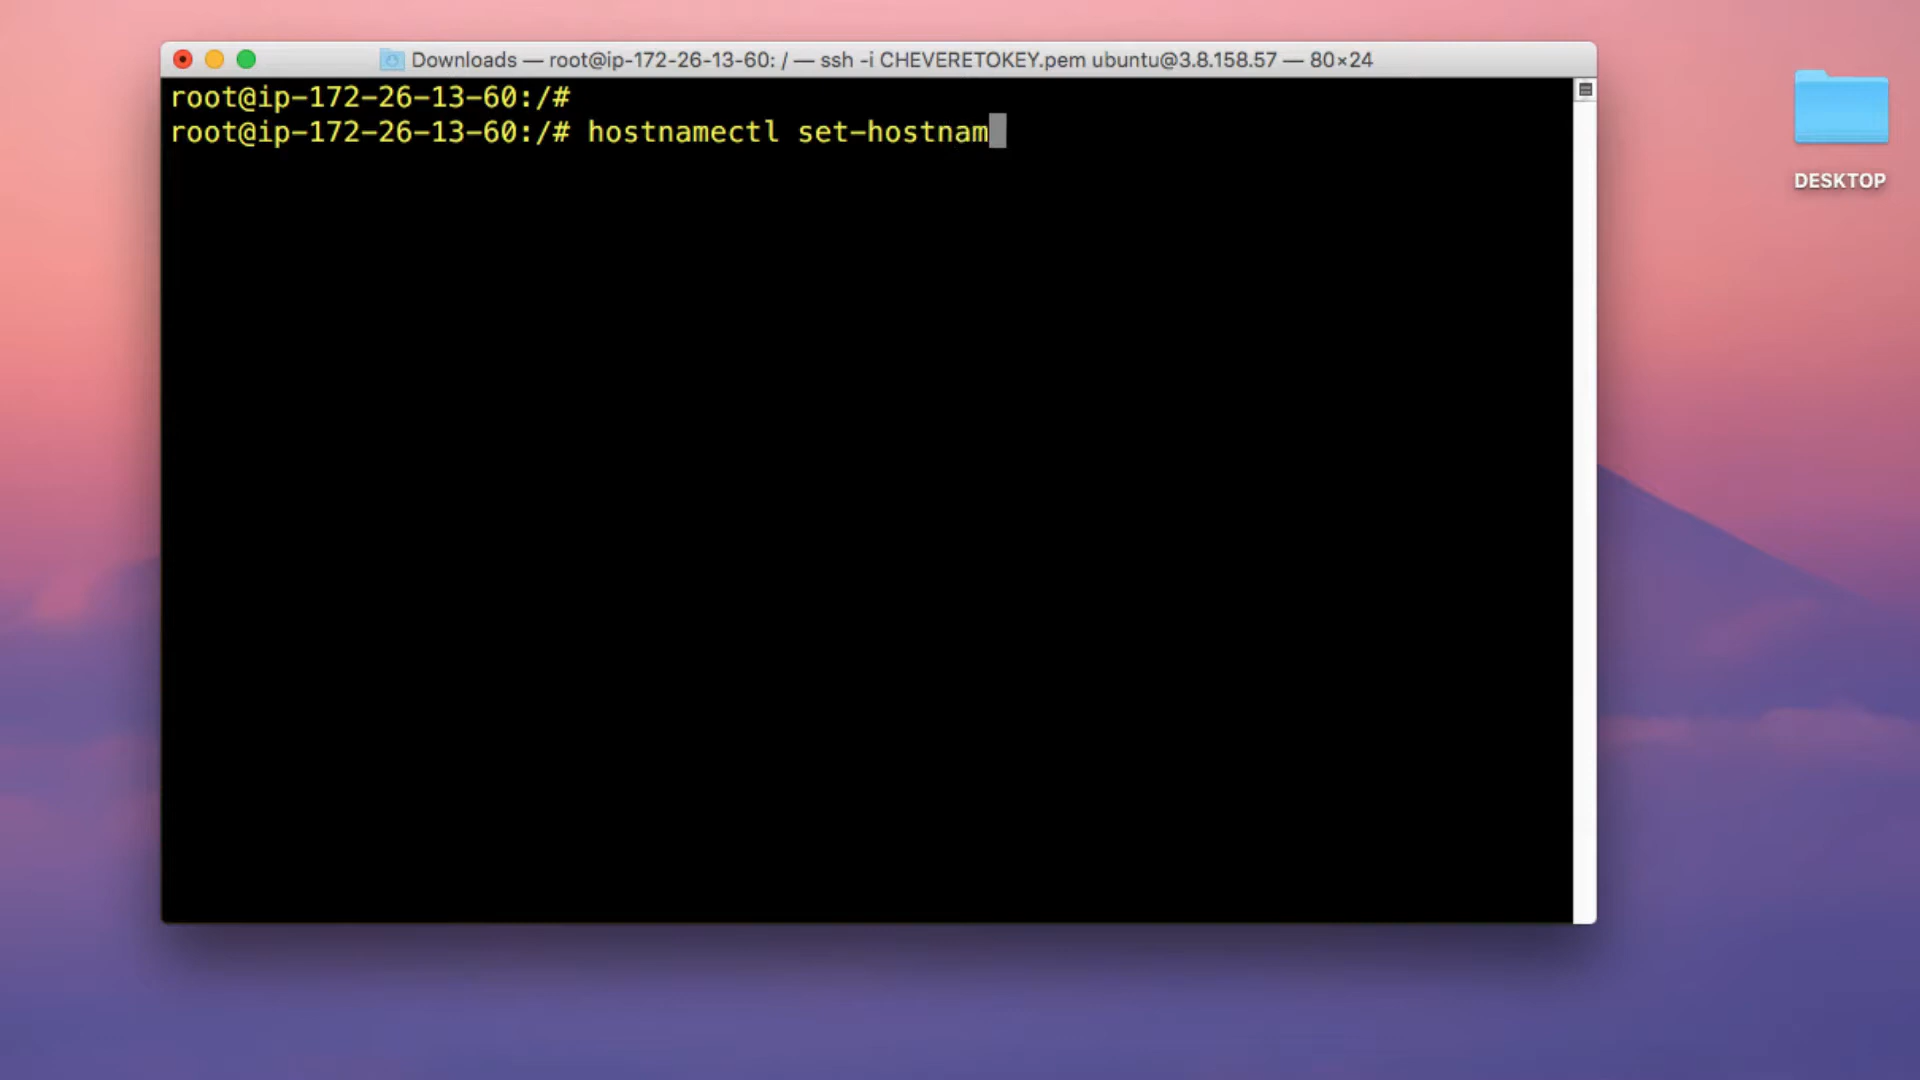 Downloads — root@ip-172-26-13-60: / — ssh -i CHEVERETOKEY.pem ubuntu@3.8.158.57 — 80×24
root@ip-172-26-13-60:/#
root@ip-172-26-13-60:/# hostnamectl set-hostnam
DESKTOP